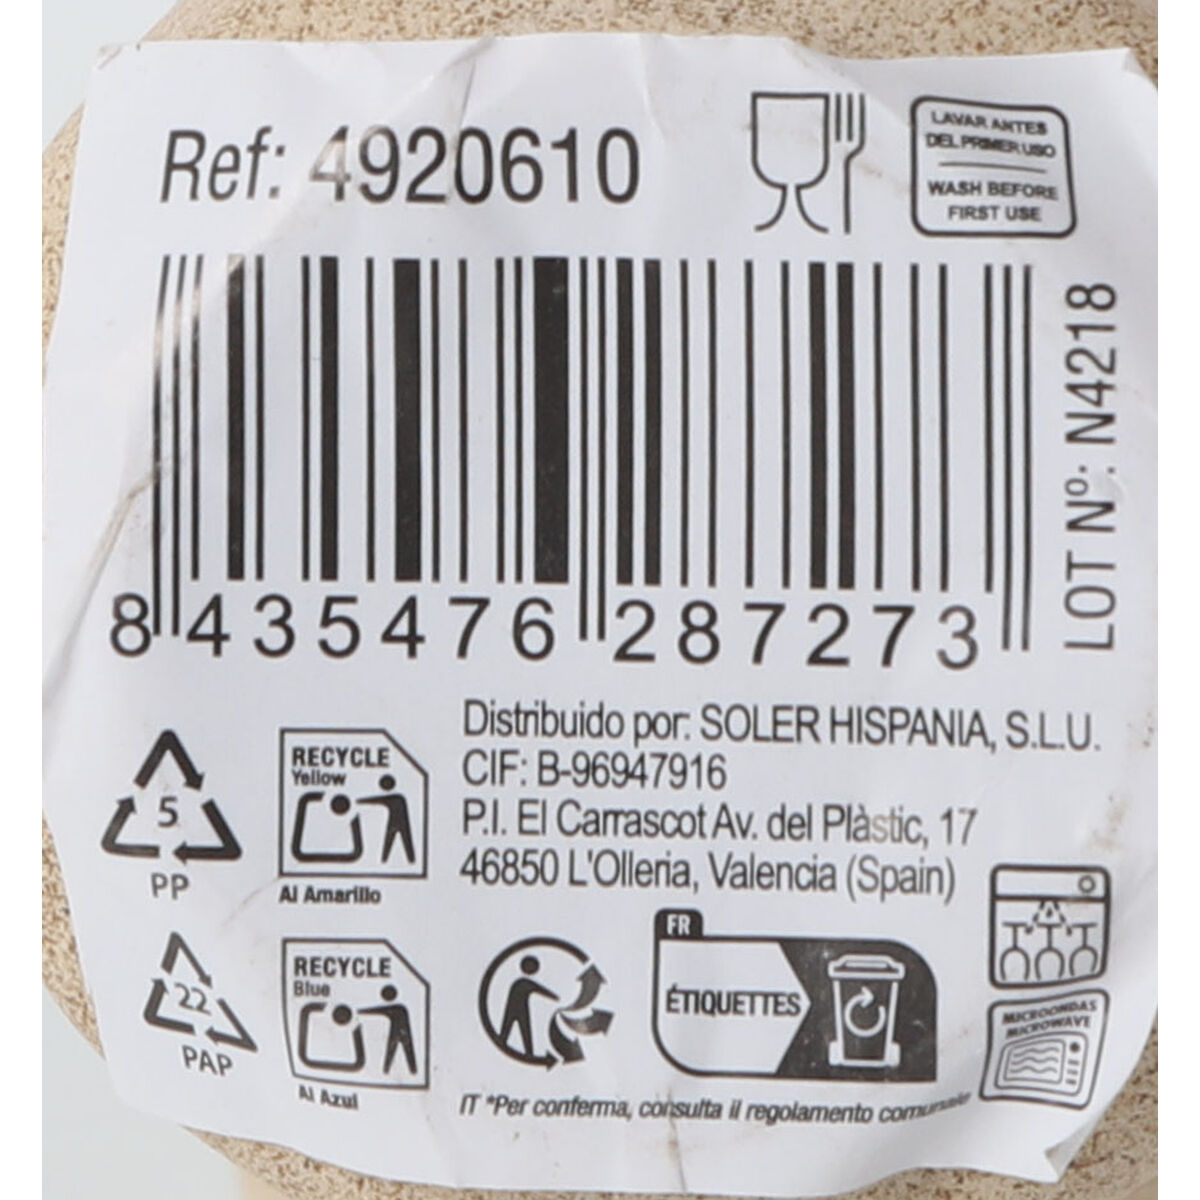 Ref: 4920610
LAVAR ANTES
DEL PRIMER USO
WASH BEFORE
FIRST USE
LOT Nº: N4218
8 435476 287273
Distribuido por: SOLER HISPANIA, S.L.U.
CIF: B-96947916
P.I. El Carrascot Av. del Plàstic, 17
46850 L'Olleria, Valencia (Spain)
5
PP
RECYCLE
Yellow
Al Amarillo
22
PAP
RECYCLE
Blue
Al Azul
FR
ÉTIQUETTES
MICROONDAS
MICROWAVE
IT *Per conferma, consulta il regolamento comunale